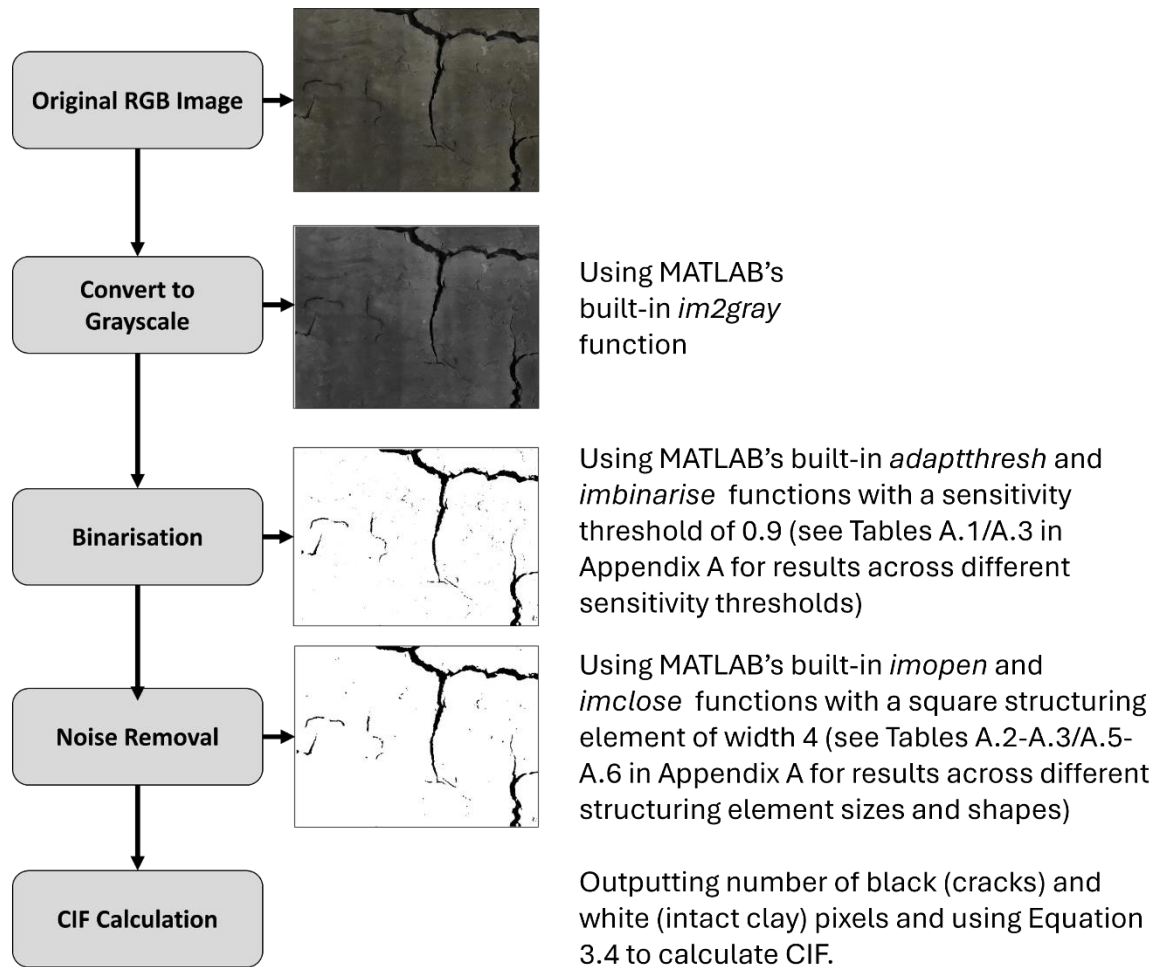 Original RGB Image
Convert to
Grayscale
Using MATLAB's
built-in im2gray
function
Binarisation
Using MATLAB's built-in adaptthresh and
imbinarise functions with a sensitivity
threshold of 0.9 (see Tables A.1/A.3 in
Appendix A for results across different
sensitivity thresholds)
Noise Removal
Using MATLAB's built-in imopen and
imclose functions with a square structuring
element of width 4 (see Tables A.2-A.3/A.5-
A.6 in Appendix A for results across different
structuring element sizes and shapes)
CIF Calculation
Outputting number of black (cracks) and
white (intact clay) pixels and using Equation
3.4 to calculate CIF.